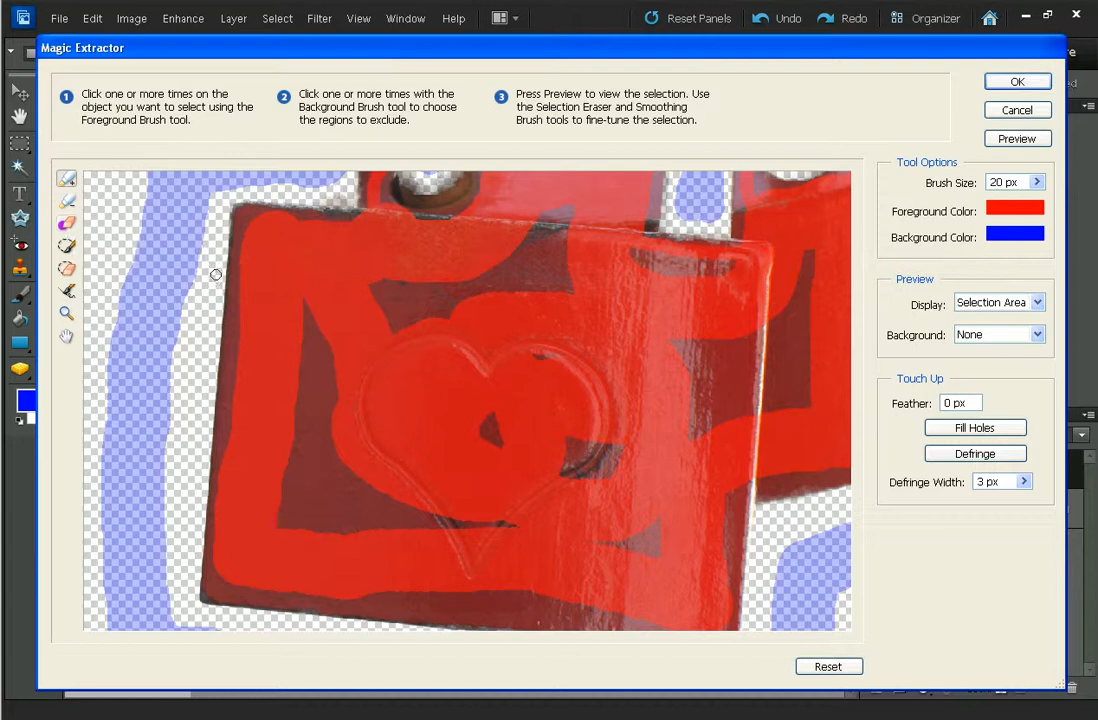 File Edit Image Enhance Layer Select Filter View Window Help Reset Panels Undo Redo Organizer
Magic Extractor
1 Click one or more times on the
object you want to select using the
Foreground Brush tool.
2 Click one or more times with the
Background Brush tool to choose
the regions to exclude.
3 Press Preview to view the selection. Use
the Selection Eraser and Smoothing
Brush tools to fine-tune the selection.
OK
Cancel
Preview
Tool Options
Brush Size: 20 px
Foreground Color:
Background Color:
Preview
Display: Selection Area
Background: None
Touch Up
Feather: 0 px
Fill Holes
Defringe
Defringe Width: 3 px
Reset